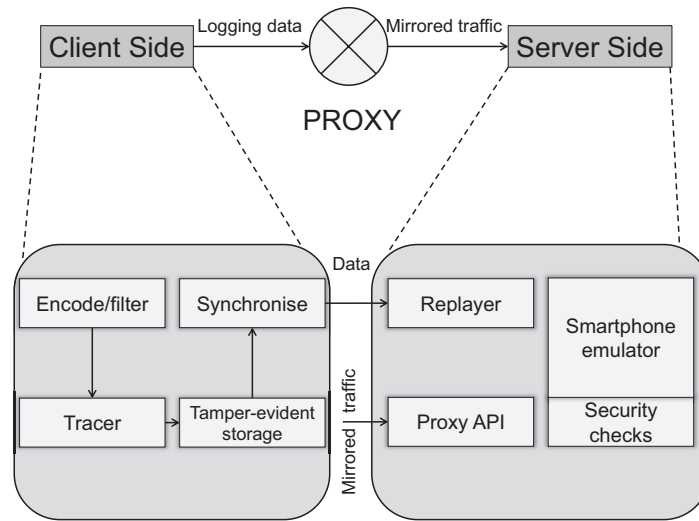 Client Side
Logging data
Mirrored traffic
Server Side
PROXY
Data
Encode/filter
Synchronise
Replayer
Smartphone
emulator
Tracer
Tamper-evident
storage
Mirrored traffic
Proxy API
Security
checks